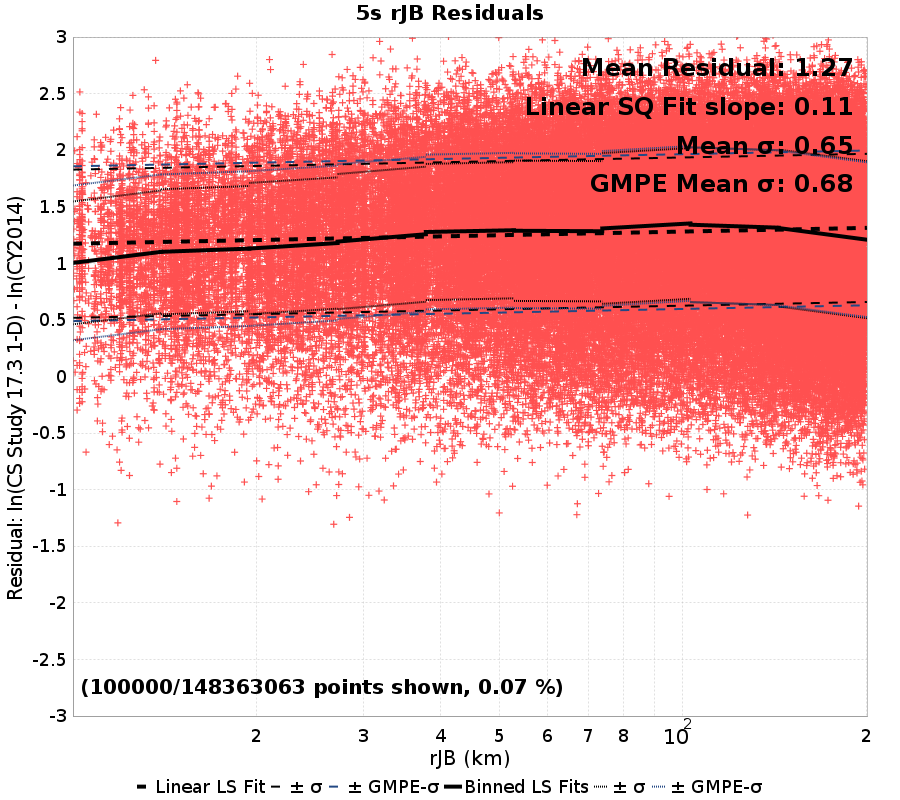 5s rJB Residuals
Residual: ln(CS Study 17.3 1-D) - ln(CY2014)
3
2.5
2
1.5
1
0.5
0
-0.5
-1
-1.5
-2
-2.5
-3
Mean Residual: 1.27
Linear SQ Fit slope: 0.11
Mean σ: 0.65
GMPE Mean σ: 0.68
(100000/148363063 points shown, 0.07 %)
2 3 4 5 6 7 8 10² 2
rJB (km)
Linear LS Fit ± σ ± GMPE-σ Binned LS Fits ± σ ± GMPE-σ